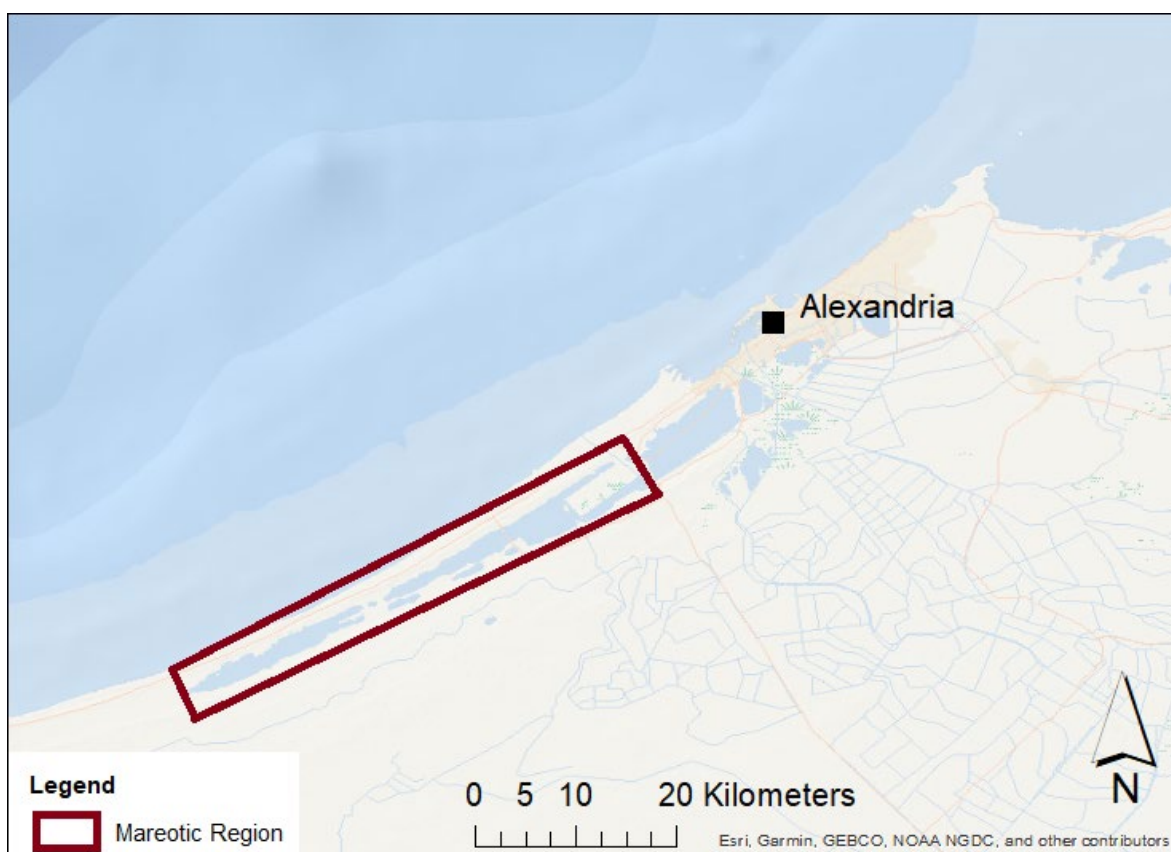 Alexandria
Legend
Mareotic Region
0 5 10 20 Kilometers
N
Esri, Garmin, GEBCO, NOAA NGDC, and other contributors